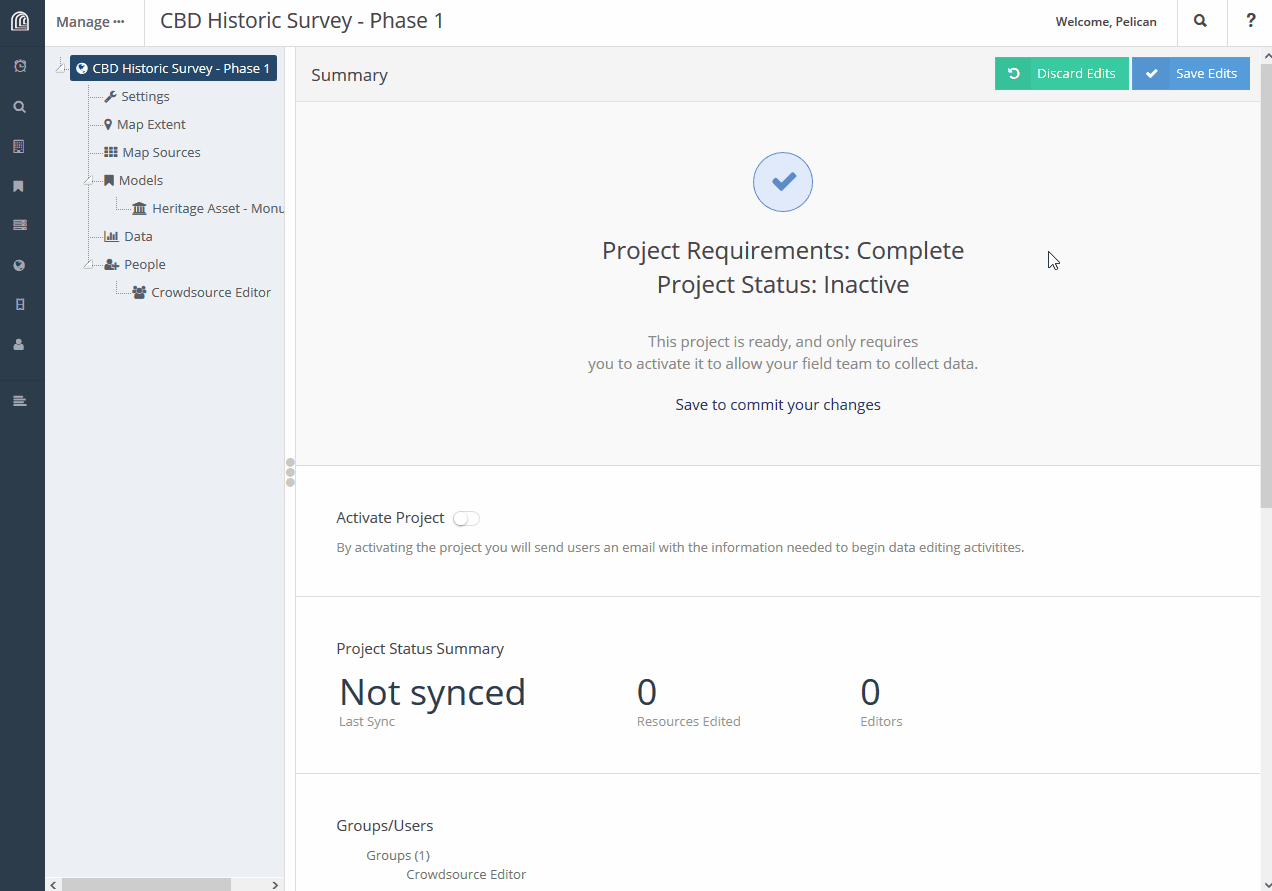 Manage
CBD Historic Survey - Phase 1
Welcome, Pelican
?
CBD Historic Survey - Phase 1
Settings
Map Extent
Map Sources
Models
Heritage Asset - Monu
Data
People
Crowdsource Editor
Summary
Discard Edits
Save Edits
Project Requirements: Complete
Project Status: Inactive
This project is ready, and only requires
you to activate it to allow your field team to collect data.
Save to commit your changes
Activate Project
By activating the project you will send users an email with the information needed to begin data editing activitites.
Project Status Summary
Not synced
Last Sync
0
Resources Edited
0
Editors
Groups/Users
Groups (1)
Crowdsource Editor